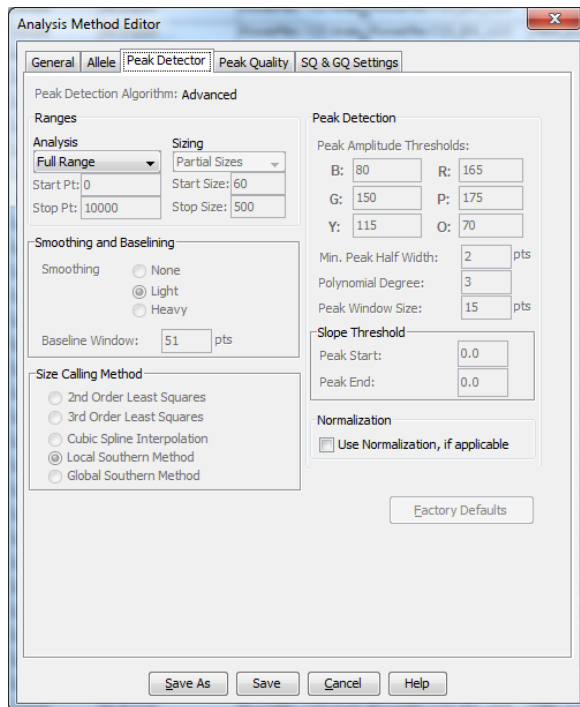 Analysis Method Editor
General Allele Peak Detector Peak Quality SQ & GQ Settings
Peak Detection Algorithm: Advanced
Ranges
Analysis Sizing
Full Range Partial Sizes
Start Pt: 0 Start Size: 60
Stop Pt: 10000 Stop Size: 500
Smoothing and Baselining
Smoothing None
Light
Heavy
Baseline Window: 51 pts
Size Calling Method
2nd Order Least Squares
3rd Order Least Squares
Cubic Spline Interpolation
Local Southern Method
Global Southern Method
Peak Detection
Peak Amplitude Thresholds:
B: 80 R: 165
G: 150 P: 175
Y: 115 O: 70
Min. Peak Half Width: 2 pts
Polynomial Degree: 3
Peak Window Size: 15 pts
Slope Threshold
Peak Start: 0.0
Peak End: 0.0
Normalization
Use Normalization, if applicable
Factory Defaults
Save As Save Cancel Help